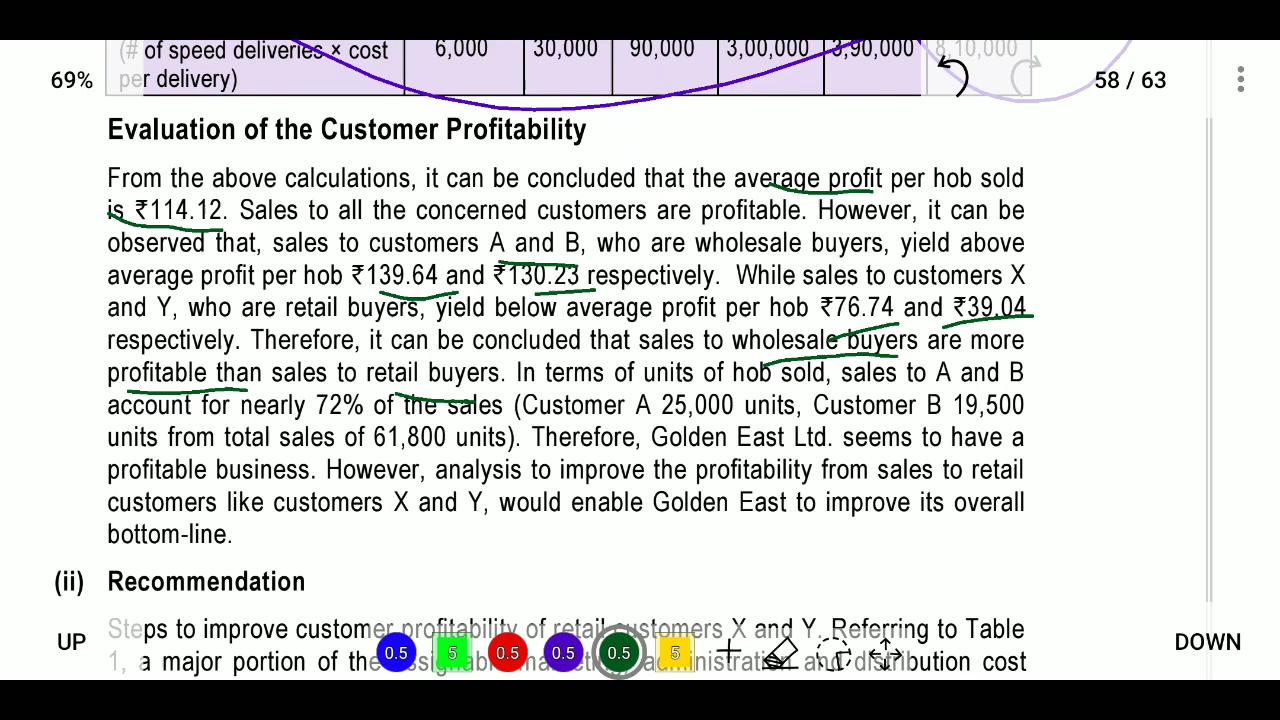 (# of speed deliveries × cost 6,000 30,000 90,000 3,00,000 3,90,000 8,10,000
69% per delivery) 58 / 63
Evaluation of the Customer Profitability
From the above calculations, it can be concluded that the average profit per hob sold
is ₹114.12. Sales to all the concerned customers are profitable. However, it can be
observed that, sales to customers A and B, who are wholesale buyers, yield above
average profit per hob ₹139.64 and ₹130.23 respectively. While sales to customers X
and Y, who are retail buyers, yield below average profit per hob ₹76.74 and ₹39.04
respectively. Therefore, it can be concluded that sales to wholesale buyers are more
profitable than sales to retail buyers. In terms of units of hob sold, sales to A and B
account for nearly 72% of the sales (Customer A 25,000 units, Customer B 19,500
units from total sales of 61,800 units). Therefore, Golden East Ltd. seems to have a
profitable business. However, analysis to improve the profitability from sales to retail
customers like customers X and Y, would enable Golden East to improve its overall
bottom-line.
(ii) Recommendation
Steps to improve customer profitability of retail customers X and Y. Referring to Table
UP 0.5 5 0.5 0.5 0.5 5 DOWN
1, a major portion of the assignable marketing, administration and distribution cost